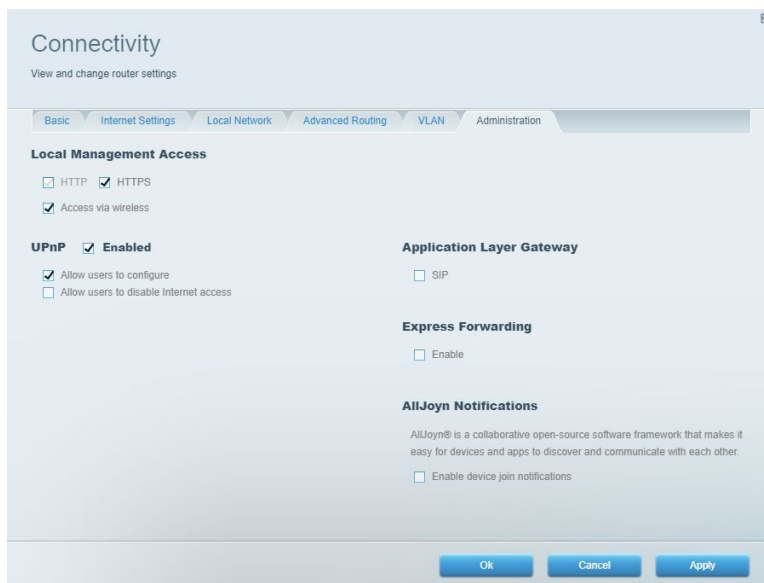 Connectivity
View and change router settings
Basic
Internet Settings
Local Network
Advanced Routing
VLAN
Administration
Local Management Access
HTTP
HTTPS
Access via wireless
UPnP
Enabled
Allow users to configure
Allow users to disable Internet access
Application Layer Gateway
SIP
Express Forwarding
Enable
AllJoyn Notifications
AllJoyn® is a collaborative open-source software framework that makes it
easy for devices and apps to discover and communicate with each other.
Enable device join notifications
Ok
Cancel
Apply